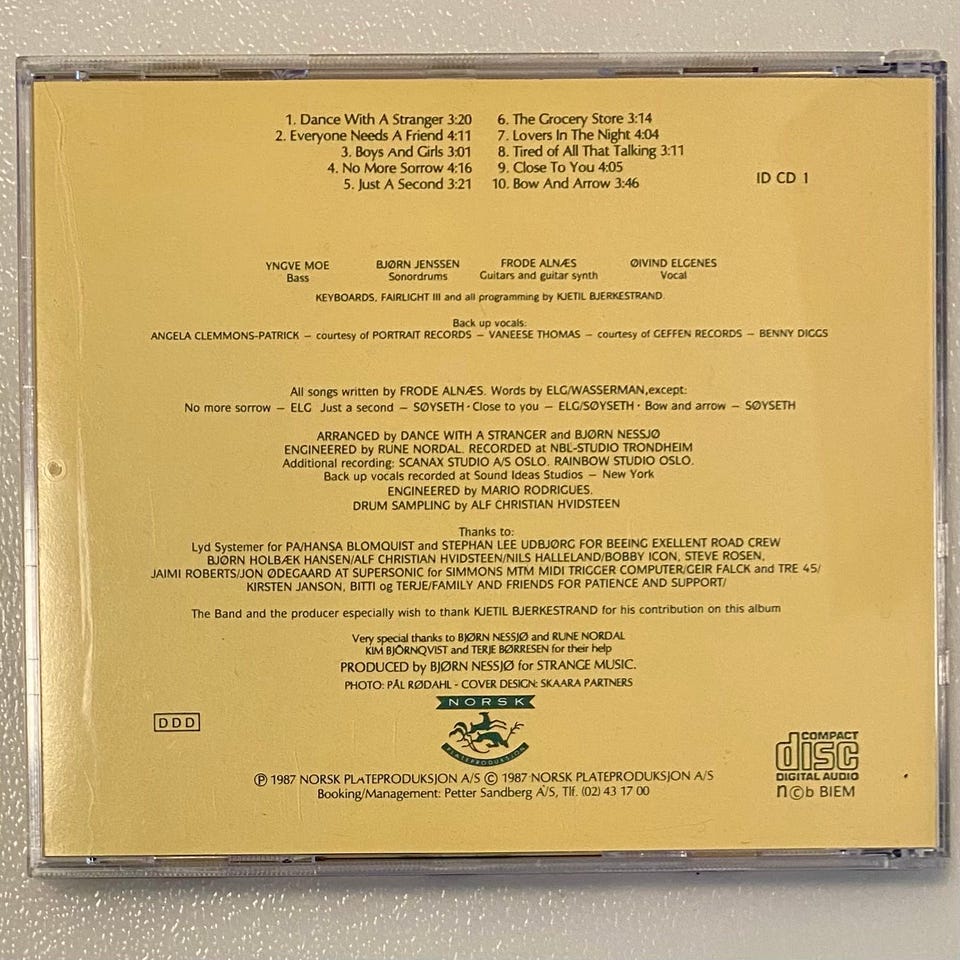 1. Dance With A Stranger 3:20
2. Everyone Needs A Friend 4:11
3. Boys And Girls 3:01
4. No More Sorrow 4:16
5. Just A Second 3:21
6. The Grocery Store 3:14
7. Lovers In The Night 4:04
8. Tired of All That Talking 3:11
9. Close To You 4:05
10. Bow And Arrow 3:46
ID CD 1
YNGVE MOE
Bass
BJØRN JENSSEN
Sonordrums
FRODE ALNÆS
Guitars and guitar synth
ØIVIND ELGENES
Vocal
KEYBOARDS, FAIRLIGHT III and all programming by KJETIL BJERKESTRAND.
Back up vocals:
ANGELA CLEMMONS-PATRICK – courtesy of PORTRAIT RECORDS – VANEESE THOMAS – courtesy of GEFFEN RECORDS – BENNY DIGGS
All songs written by FRODE ALNÆS. Words by ELG/WASSERMAN,except:
No more sorrow – ELG Just a second – SØYSETH · Close to you – ELG/SØYSETH · Bow and arrow – SØYSETH
ARRANGED by DANCE WITH A STRANGER and BJØRN NESSJØ
ENGINEERED by RUNE NORDAL. RECORDED at NBL-STUDIO TRONDHEIM
Additional recording: SCANAX STUDIO A/S OSLO. RAINBOW STUDIO OSLO.
Back up vocals recorded at Sound Ideas Studios – New York
ENGINEERED by MARIO RODRIGUES.
DRUM SAMPLING by ALF CHRISTIAN HVIDSTEEN
Thanks to:
Lyd Systemer for PA/HANSA BLOMQUIST and STEPHAN LEE UDBJØRG FOR BEEING EXELLENT ROAD CREW
BJØRN HOLBÆK HANSEN/ALF CHRISTIAN HVIDSTEEN/NILS HALLELAND/BOBBY ICON, STEVE ROSEN,
JAIMI ROBERTS/JON ØDEGAARD AT SUPERSONIC for SIMMONS MTM MIDI TRIGGER COMPUTER/GEIR FALCK and TRE 45/
KIRSTEN JANSON, BITTI og TERJE/FAMILY AND FRIENDS FOR PATIENCE AND SUPPORT/
The Band and the producer especially wish to thank KJETIL BJERKESTRAND for his contribution on this album
Very special thanks to BJØRN NESSJØ and RUNE NORDAL
KIM BJÖRNQVIST and TERJE BØRRESEN for their help
PRODUCED by BJØRN NESSJØ for STRANGE MUSIC.
PHOTO: PÅL RØDAHL - COVER DESIGN: SKAARA PARTNERS
NORSK
PLATEPRODUKSJON
DDD
COMPACT
disc
DIGITAL AUDIO
n©b BIEM
℗ 1987 NORSK PLATEPRODUKSJON A/S © 1987 NORSK PLATEPRODUKSJON A/S
Booking/Management: Petter Sandberg A/S, Tlf. (02) 43 17 00